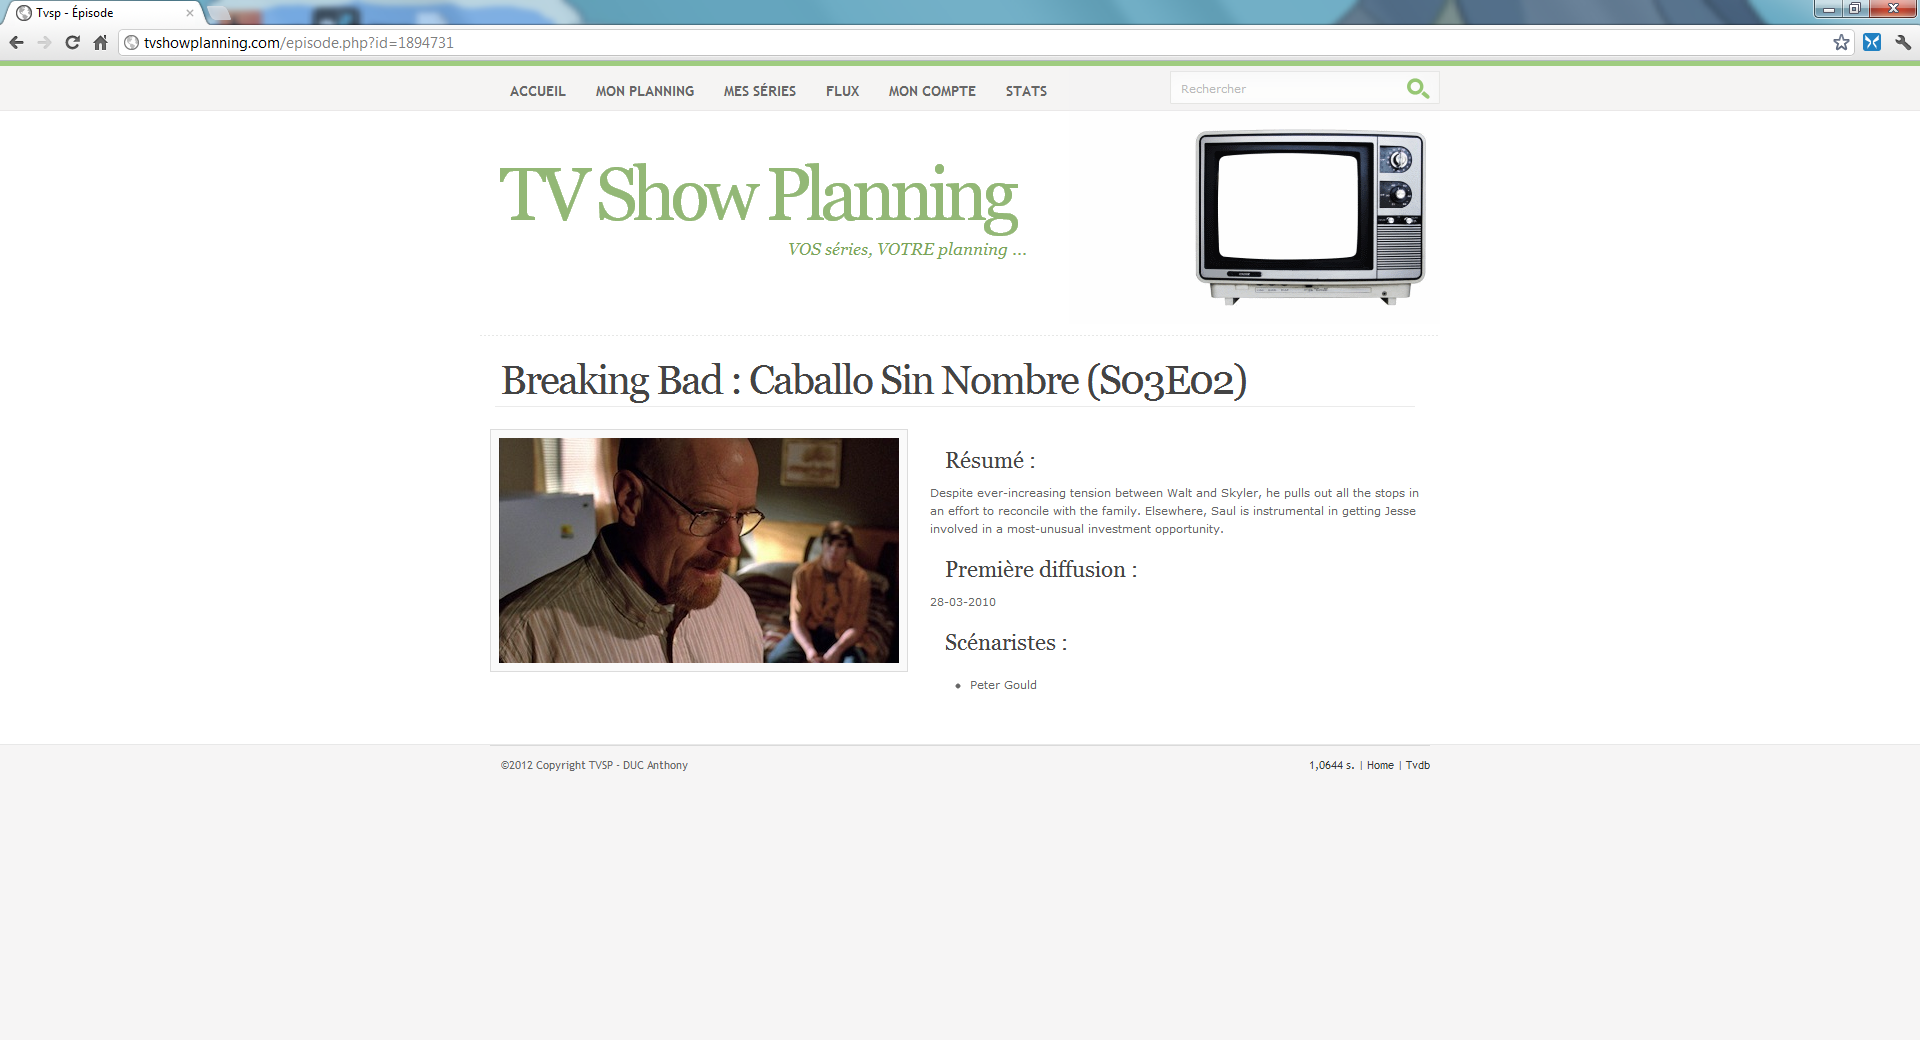 Tvsp - Épisode
tvshowplanning.com/episode.php?id=1894731
ACCUEIL MON PLANNING MES SÉRIES FLUX MON COMPTE STATS
Rechercher
TV Show Planning
VOS séries, VOTRE planning ...
Breaking Bad : Caballo Sin Nombre (S03E02)
Résumé :
Despite ever-increasing tension between Walt and Skyler, he pulls out all the stops in
an effort to reconcile with the family. Elsewhere, Saul is instrumental in getting Jesse
involved in a most-unusual investment opportunity.
Première diffusion :
28-03-2010
Scénaristes :
• Peter Gould
©2012 Copyright TVSP - DUC Anthony
1,0644 s. | Home | Tvdb